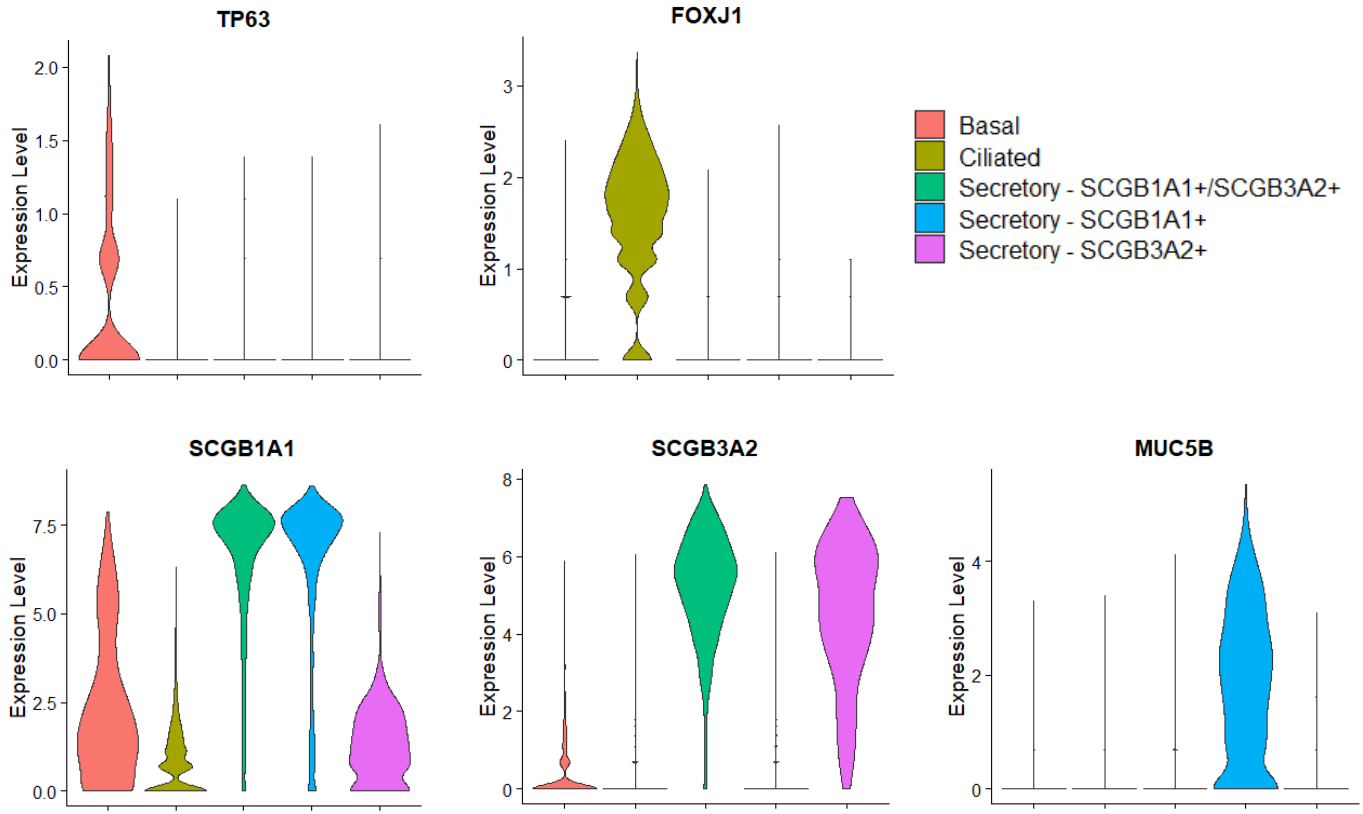 TP63
Expression Level
2.0
1.5
1.0
0.5
0.0
FOXJ1
Expression Level
3
2
1
0
Basal
Ciliated
Secretory - SCGB1A1+/SCGB3A2+
Secretory - SCGB1A1+
Secretory - SCGB3A2+
SCGB1A1
Expression Level
7.5
5.0
2.5
0.0
SCGB3A2
Expression Level
8
6
4
2
0
MUC5B
Expression Level
4
2
0